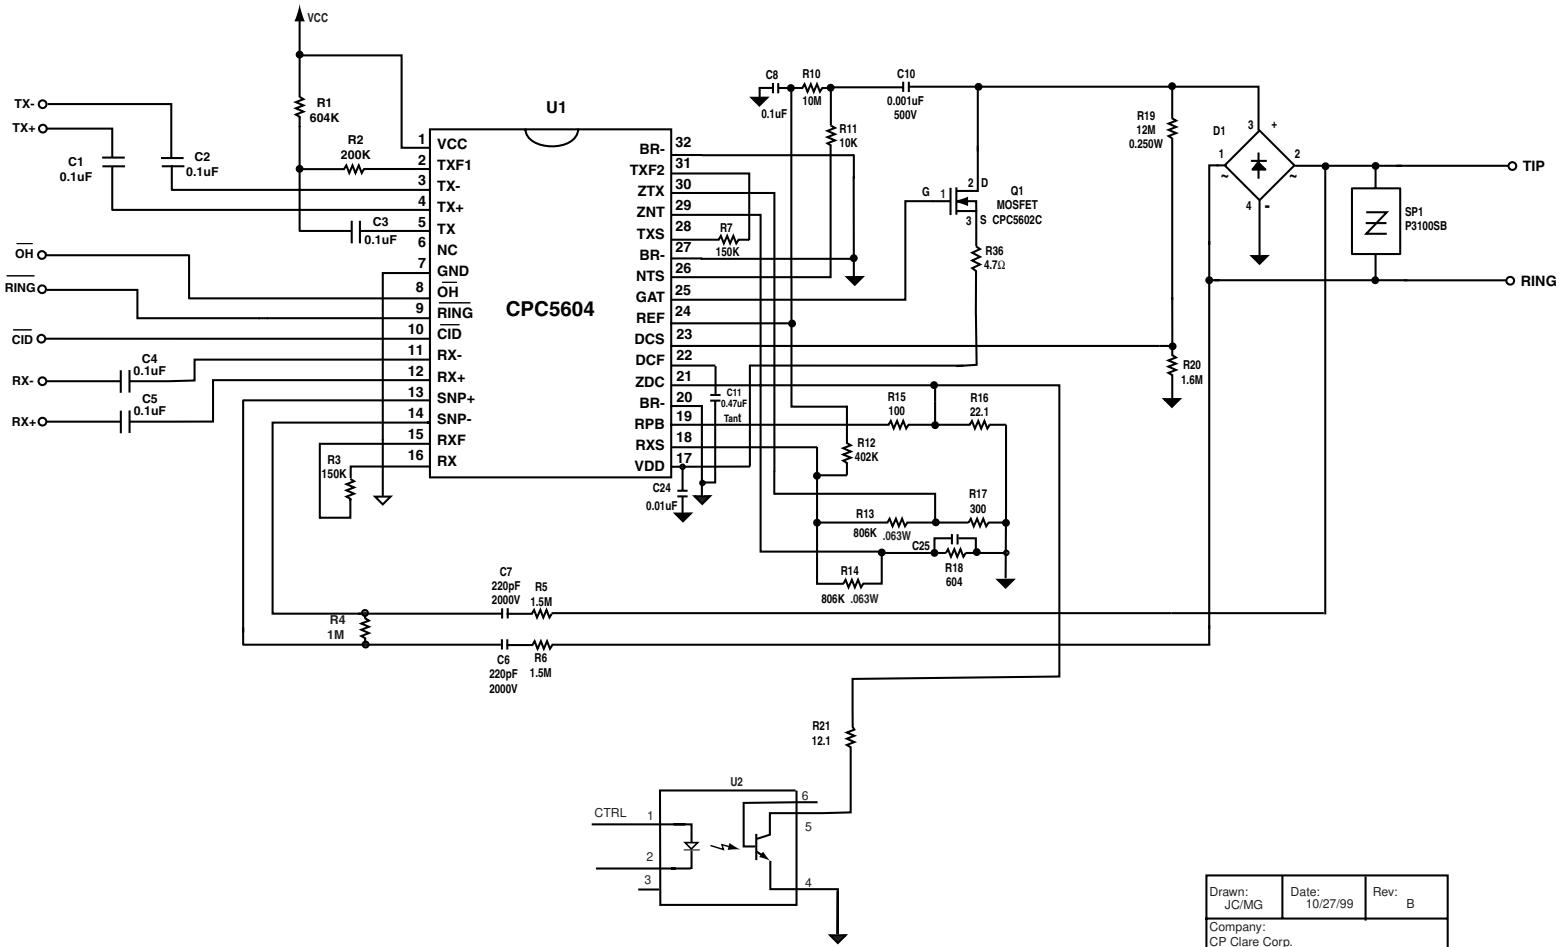 VCC
TX-
TX+
C1
0.1uF
C2
0.1uF
R1
604K
R2
200K
C3
0.1uF
OH
RING
CID
RX-
C4
0.1uF
RX+
C5
0.1uF
R3
150K
U1
CPC5604
1 VCC
2 TXF1
3 TX-
4 TX+
5 TX
6 NC
7 GND
8 OH
9 RING
10 CID
11 RX-
12 RX+
13 SNP+
14 SNP-
15 RXF
16 RX
BR- 32
TXF2 31
ZTX 30
ZNT 29
TXS 28
BR- 27
NTS 26
GAT 25
REF 24
DCS 23
DCF 22
ZDC 21
BR- 20
RPB 19
RXS 18
VDD 17
C8
0.1uF
R10
10M
C10
0.001uF
500V
R11
10K
R7
150K
G 1
2 D
3 S
Q1
MOSFET
CPC5602C
R36
4.7Ω
R19
12M
0.250W
R20
1.6M
D1
3 +
1
~
2
~
4 -
TIP
SP1
P3100SB
RING
C11
0.47uF
Tant
C24
0.01uF
R15
100
R16
22.1
R12
402K
R13
806K .063W
R17
300
C25
R18
604
R14
806K .063W
C7
220pF
2000V
R5
1.5M
R4
1M
C6
220pF
2000V
R6
1.5M
R21
12.1
U2
CTRL
1
2
3
6
5
4
Drawn:
JC/MG
Date:
10/27/99
Rev:
B
Company:
CP Clare Corp.